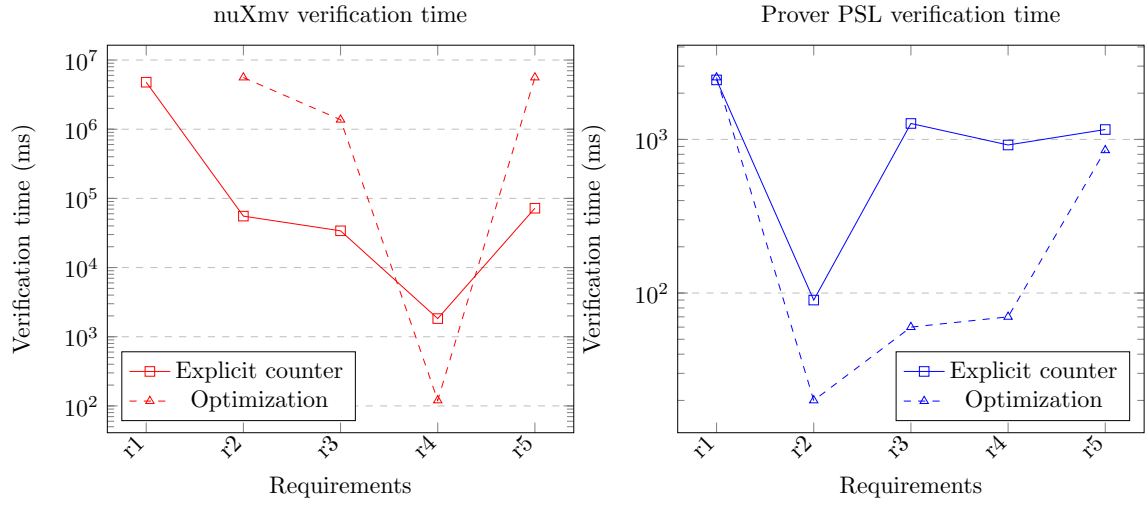 nuXmv verification time
Verification time (ms)
10^7
10^6
10^5
10^4
10^3
10^2
Explicit counter
Optimization
r1
r2
r3
r4
r5
Requirements
Prover PSL verification time
Verification time (ms)
10^3
10^2
Explicit counter
Optimization
r1
r2
r3
r4
r5
Requirements